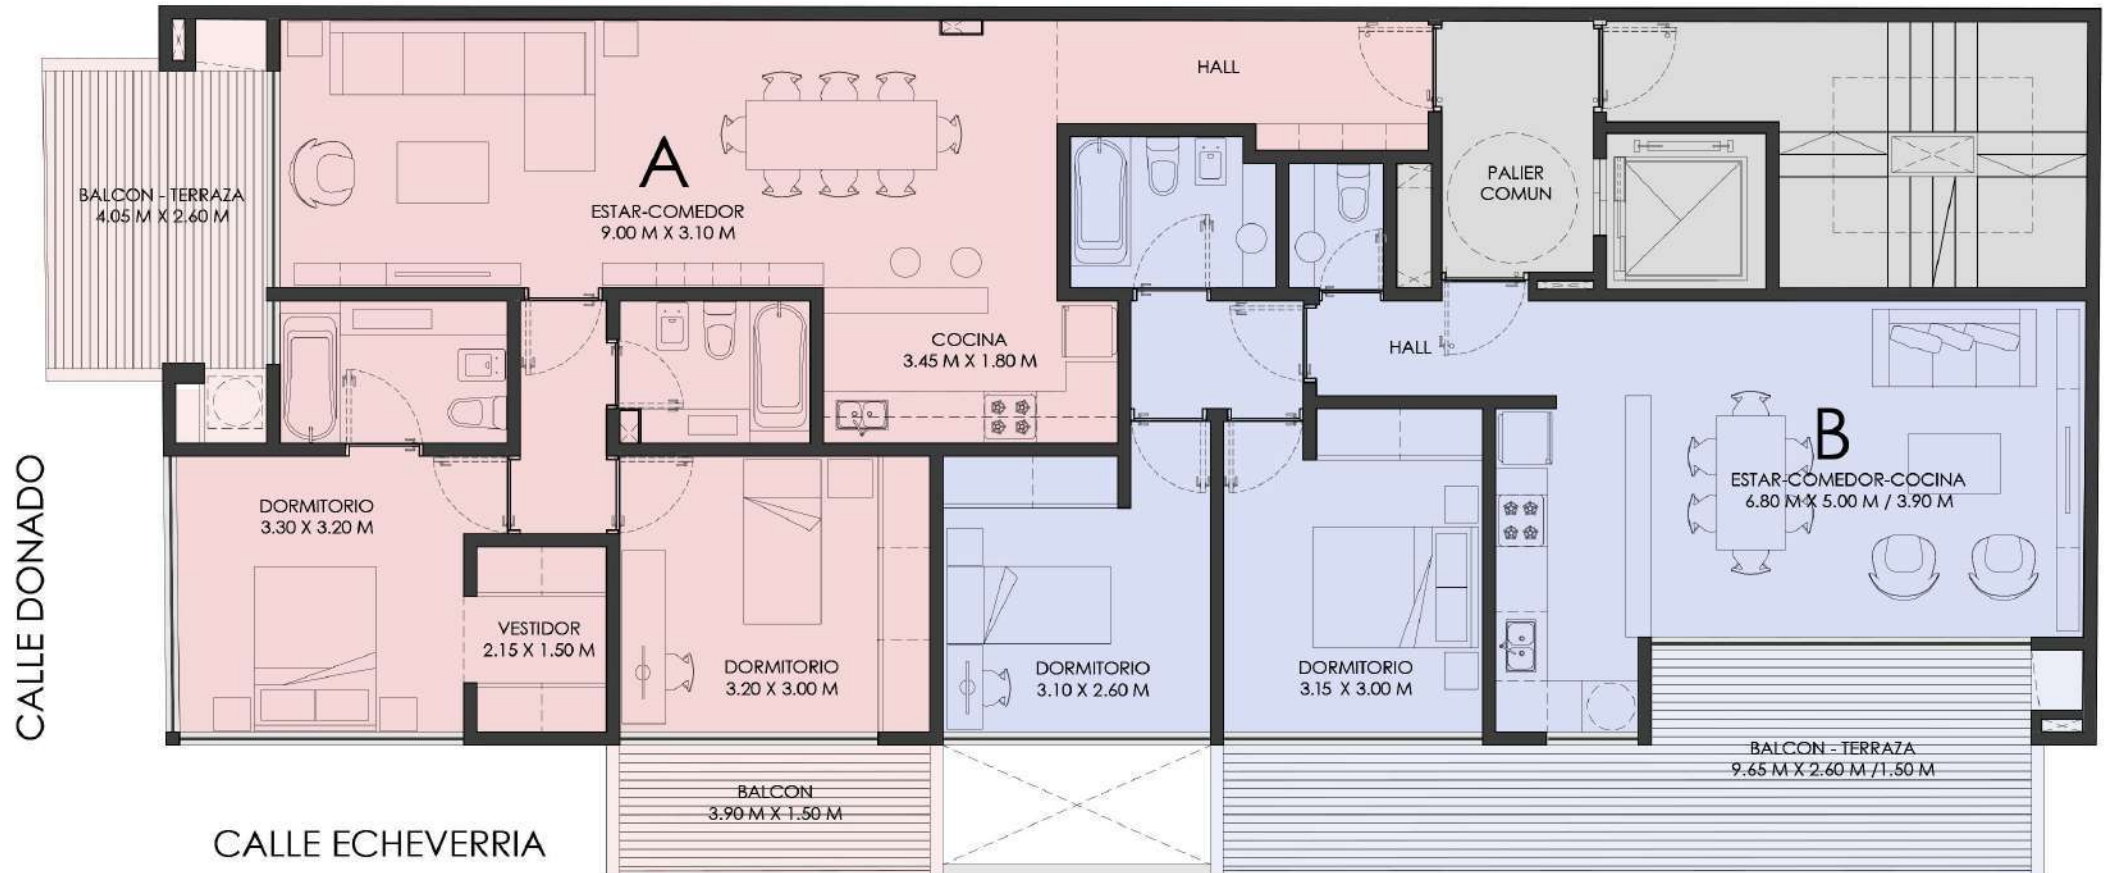 HALL
A
ESTAR-COMEDOR
9.00 M X 3.10 M
BALCON - TERRAZA
4.05 M X 2.60 M
PALIER
COMUN
COCINA
3.45 M X 1.80 M
HALL
B
ESTAR-COMEDOR-COCINA
6.80 M X 5.00 M / 3.90 M
DORMITORIO
3.30 X 3.20 M
VESTIDOR
2.15 X 1.50 M
DORMITORIO
3.20 X 3.00 M
DORMITORIO
3.10 X 2.60 M
DORMITORIO
3.15 X 3.00 M
BALCON - TERRAZA
9.65 M X 2.60 M /1.50 M
BALCON
3.90 M X 1.50 M
CALLE DONADO
CALLE ECHEVERRIA